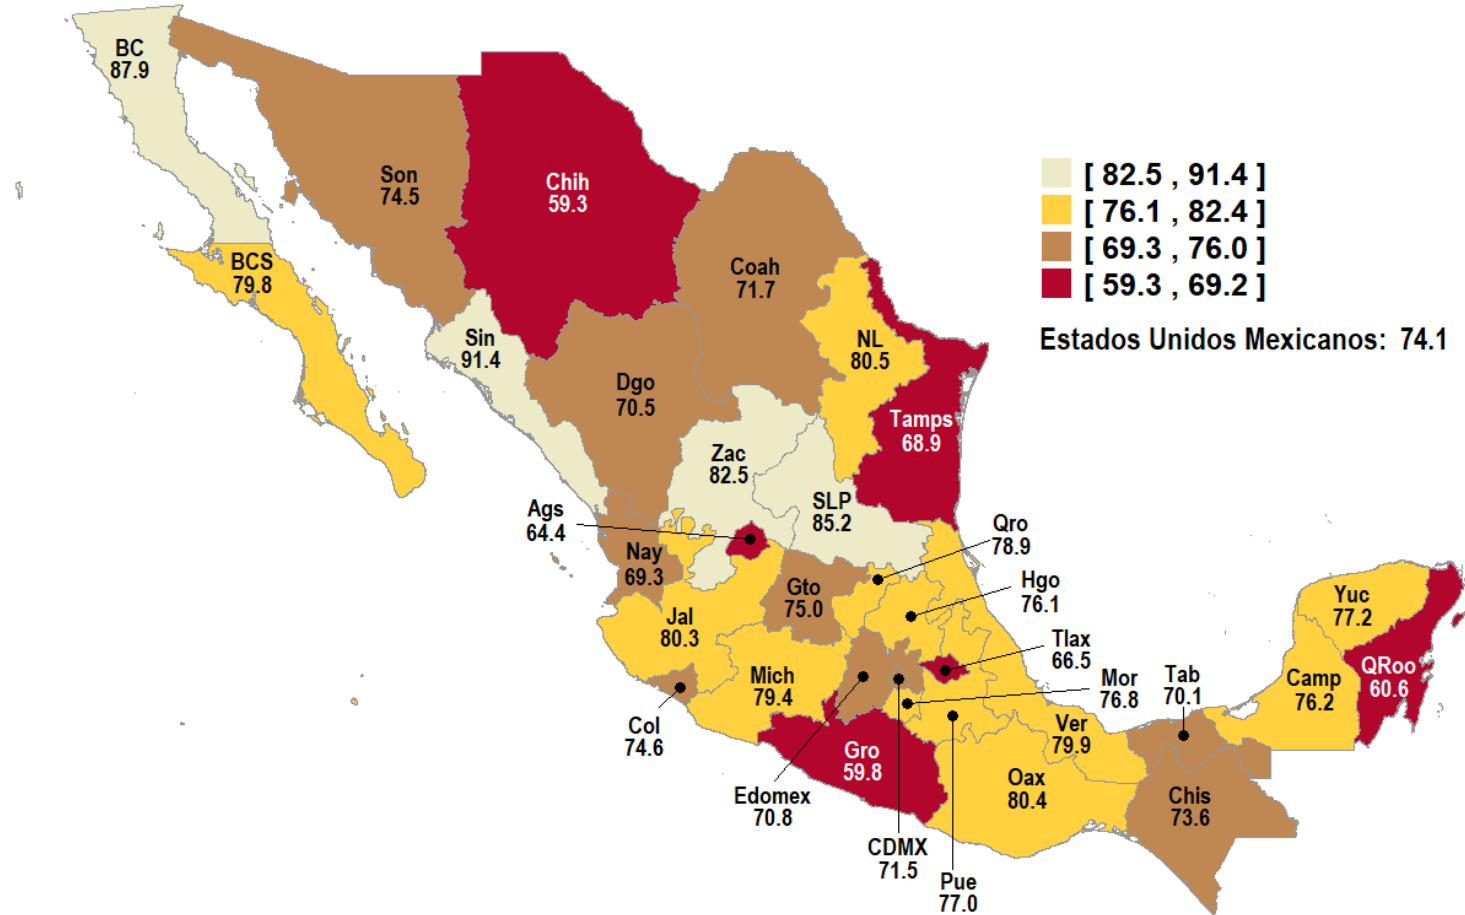 BC
87.9
Son
74.5
Chih
59.3
[ 82.5 , 91.4 ]
[ 76.1 , 82.4 ]
[ 69.3 , 76.0 ]
[ 59.3 , 69.2 ]
Estados Unidos Mexicanos: 74.1
BCS
79.8
Coah
71.7
Sin
91.4
NL
80.5
Dgo
70.5
Tamps
68.9
Zac
82.5
SLP
85.2
Ags
64.4
Qro
78.9
Nay
69.3
Gto
75.0
Hgo
76.1
Yuc
77.2
Jal
80.3
Tlax
66.5
Mich
79.4
Mor
76.8
Tab
70.1
Camp
76.2
QRoo
60.6
Col
74.6
Ver
79.9
Gro
59.8
Oax
80.4
Edomex
70.8
Chis
73.6
CDMX
71.5
Pue
77.0